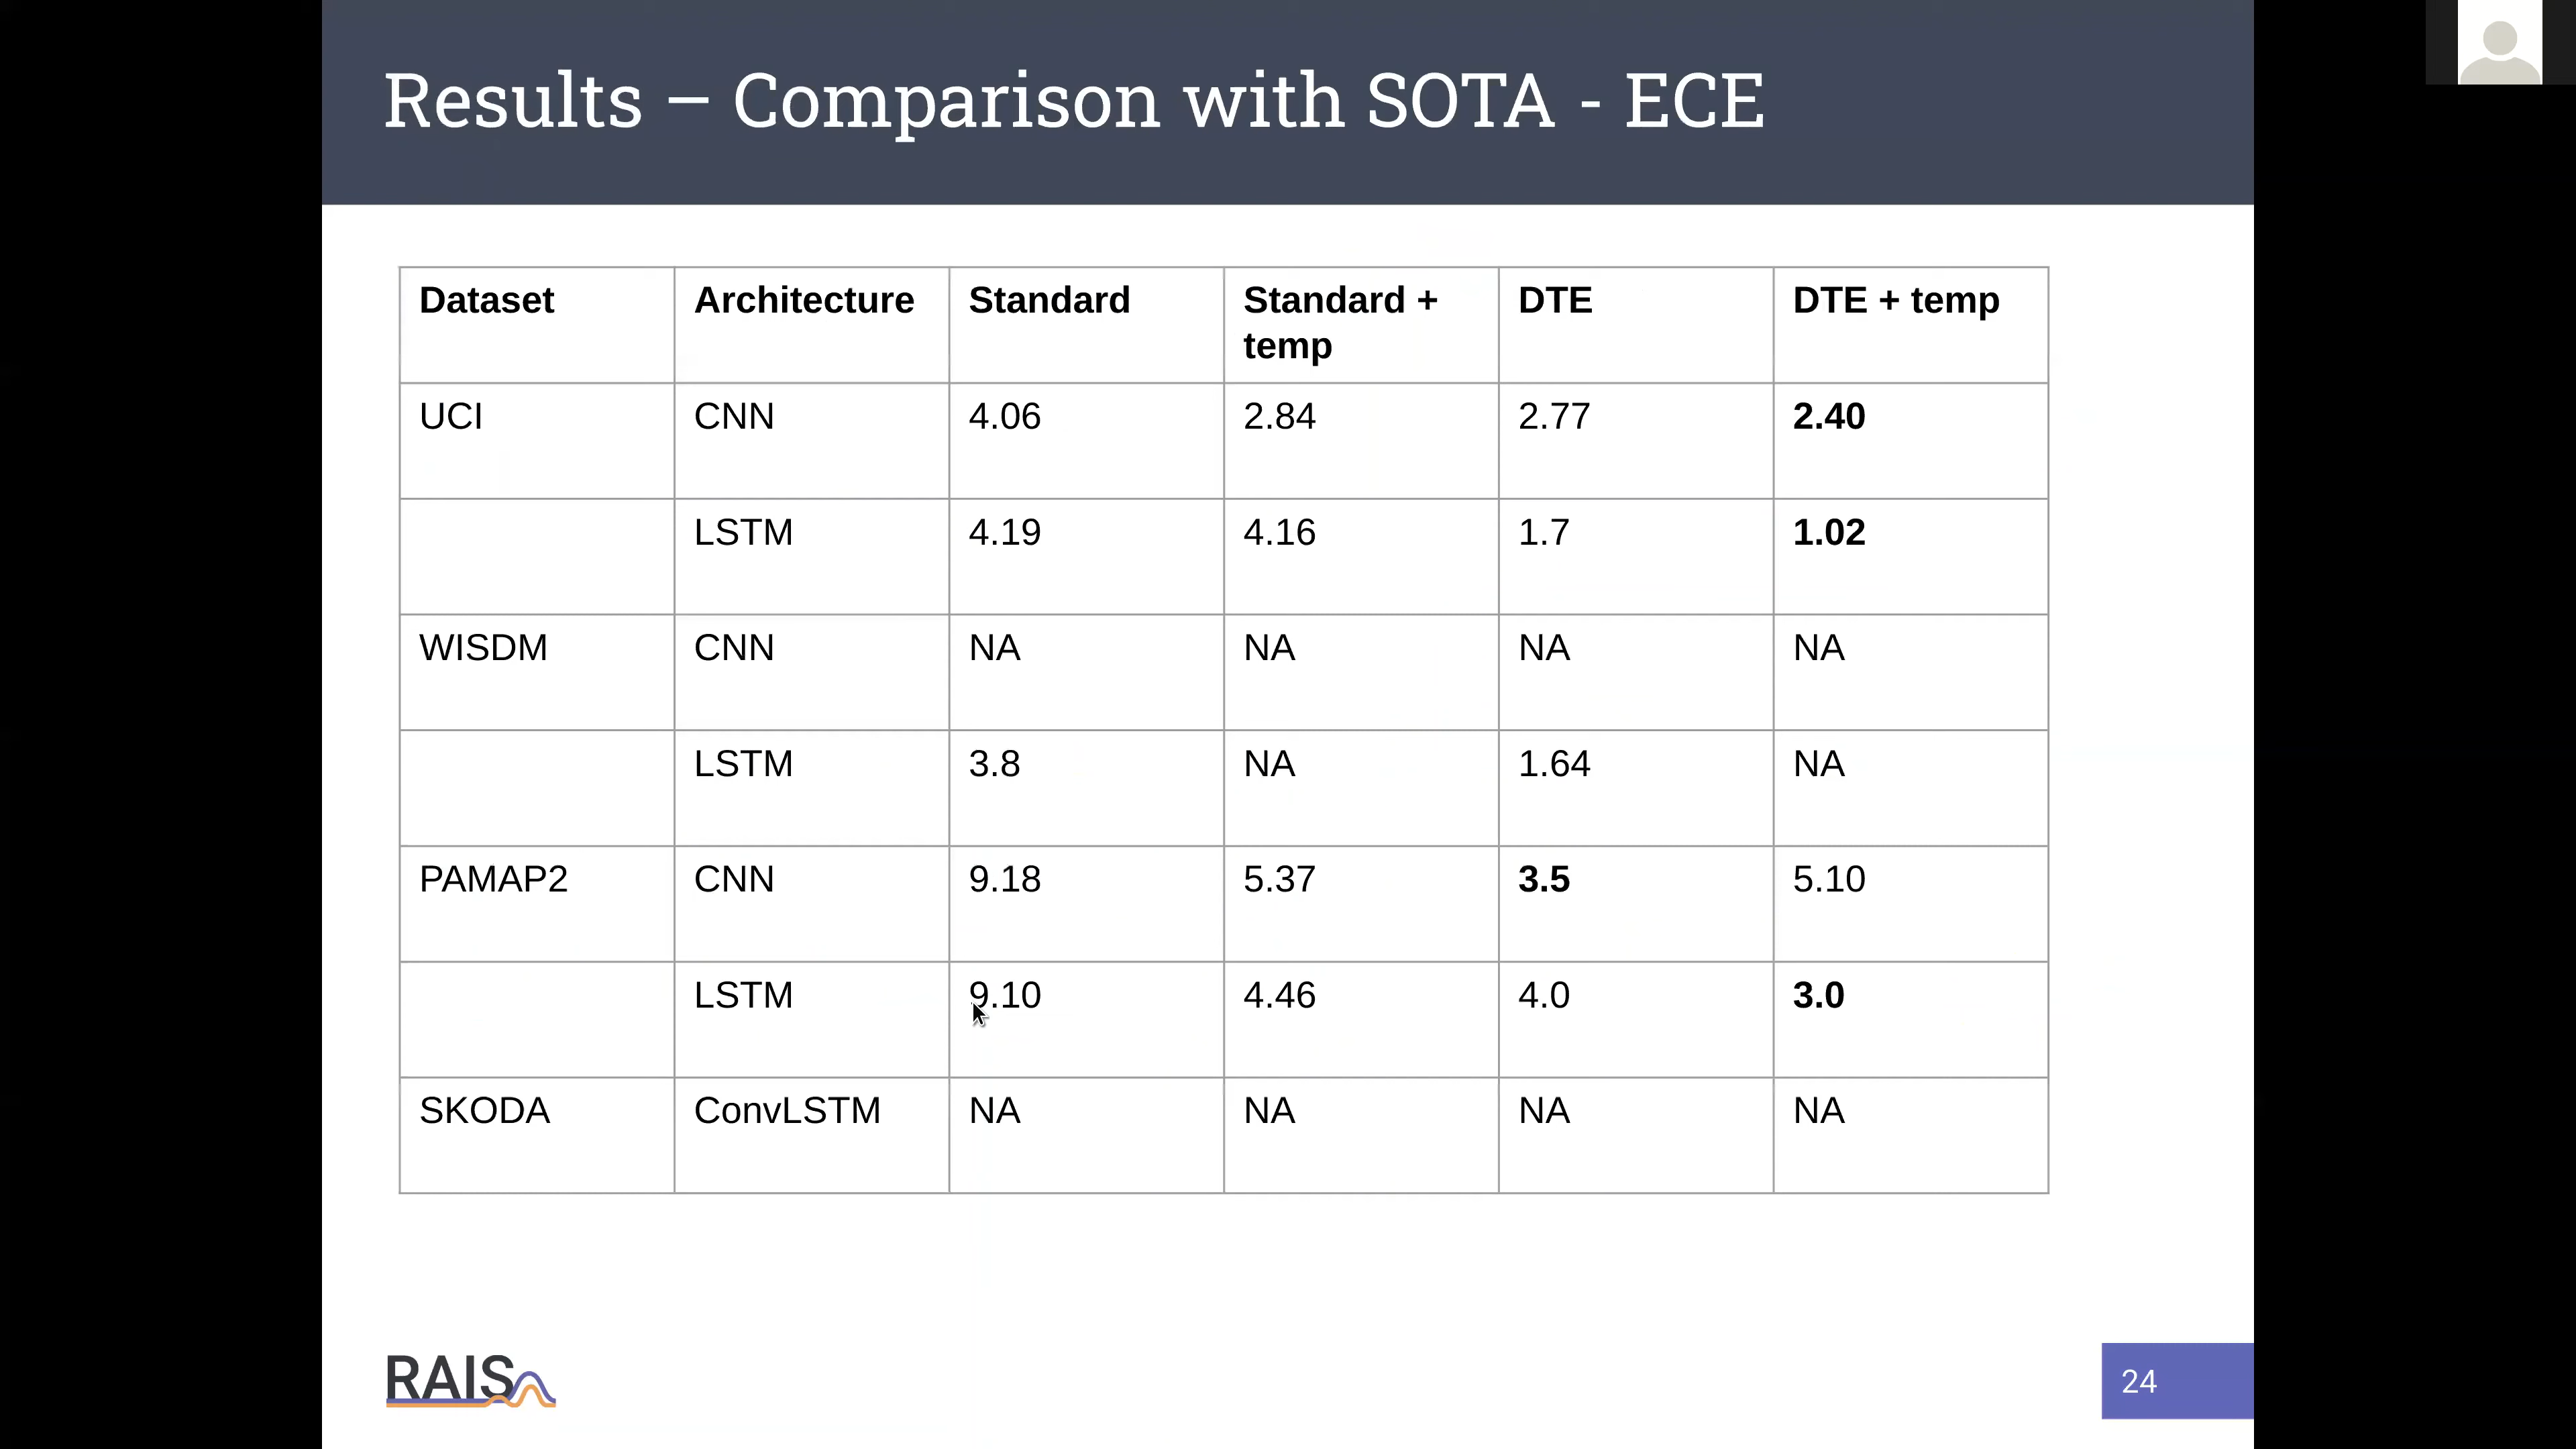 Results – Comparison with SOTA - ECE
Dataset Architecture Standard Standard + temp DTE DTE + temp
UCI CNN 4.06 2.84 2.77 2.40
LSTM 4.19 4.16 1.7 1.02
WISDM CNN NA NA NA NA
LSTM 3.8 NA 1.64 NA
PAMAP2 CNN 9.18 5.37 3.5 5.10
LSTM 9.10 4.46 4.0 3.0
SKODA ConvLSTM NA NA NA NA
RAIS
24